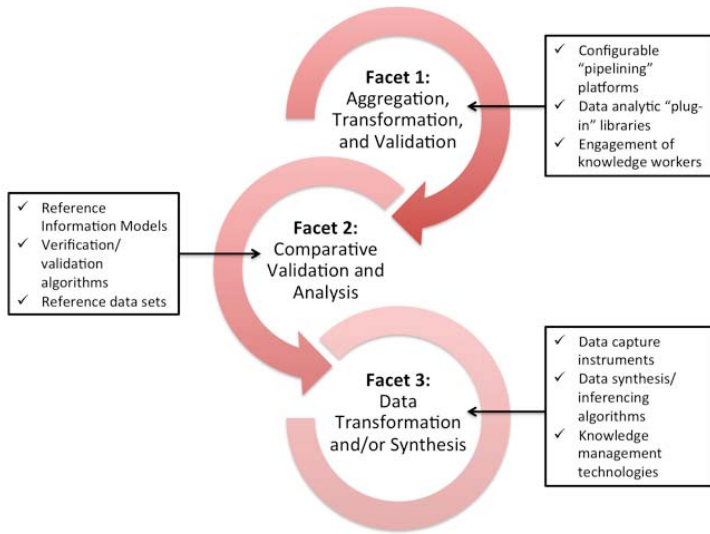 Facet 1:
Aggregation,
Transformation,
and Validation
✓ Configurable
“pipelining”
platforms
✓ Data analytic “plug-
in” libraries
✓ Engagement of
knowledge workers
✓ Reference
Information Models
✓ Verification/
validation
algorithms
✓ Reference data sets
Facet 2:
Comparative
Validation and
Analysis
Facet 3:
Data
Transformation
and/or Synthesis
✓ Data capture
instruments
✓ Data synthesis/
inferencing
algorithms
✓ Knowledge
management
technologies